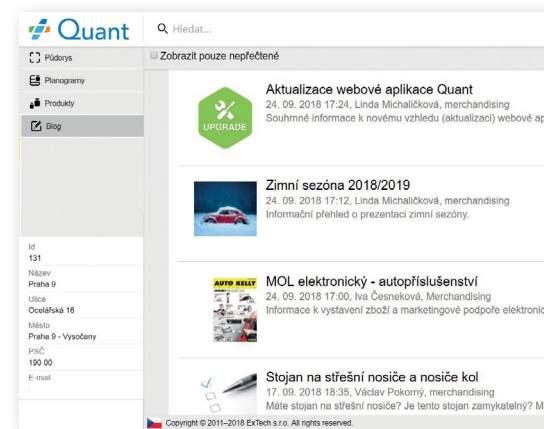 Quant
Hledat...
Půdorys
Planogramy
Produkty
Blog
Id
131
Název
Praha 9
Ulice
Ocelářská 16
Město
Praha 9 - Vysočany
PSČ
190 00
E-mail
Zobrazit pouze nepřečtené
UPGRADE
Aktualizace webové aplikace Quant
24. 09. 2018 17:24, Linda Michaličková, merchandising
Souhrnné informace k novému vzhledu (aktualizaci) webové ap
Zimní sezóna 2018/2019
24. 09. 2018 17:12, Linda Michaličková, merchandising
Informační přehled o prezentaci zimní sezóny.
AUTO KELLY
MOL elektronický - autopříslušenství
24. 09. 2018 17:00, Iva Česneková, Merchandising
Informace k vystavení zboží a marketingové podpoře elektronic
Stojan na střešní nosiče a nosiče kol
17. 09. 2018 18:35, Václav Pokorný, merchandising
Máte stojan na střešní nosiče? Je tento stojan zamykatelný? M
Copyright © 2011–2018 ExTech s.r.o. All rights reserved.